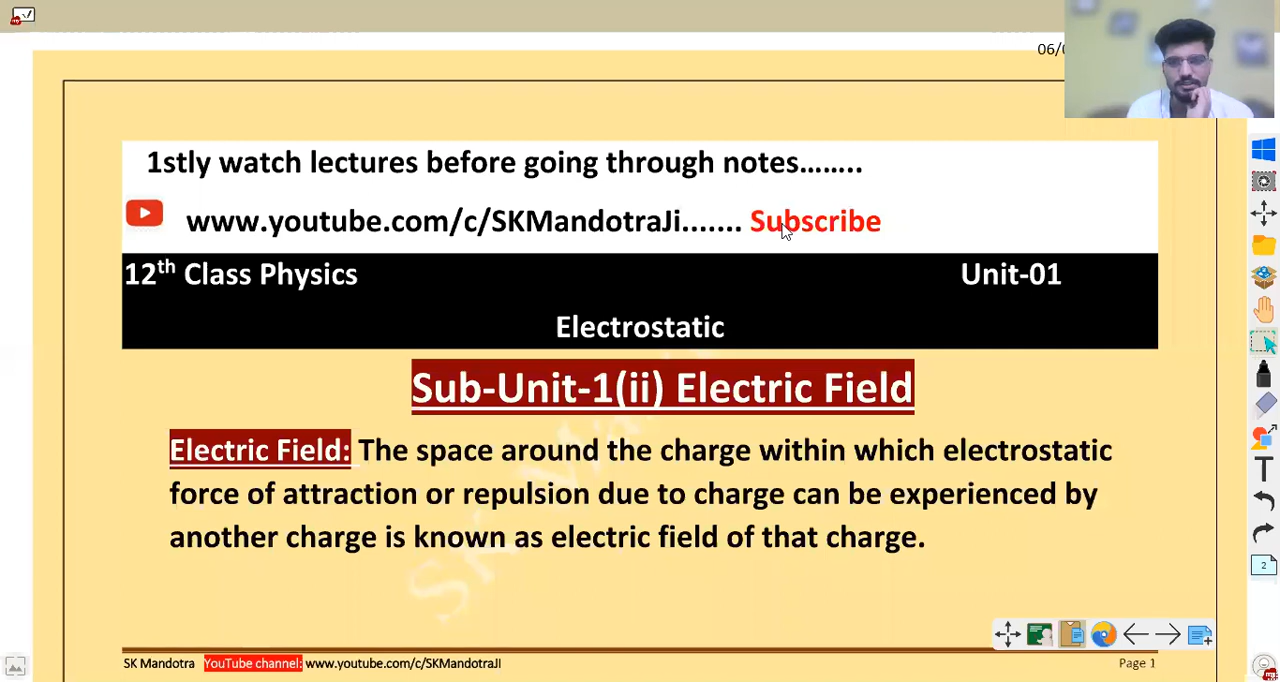 06/0
1stly watch lectures before going through notes……..
www.youtube.com/c/SKMandotraJi....... Subscribe
12th Class Physics Unit-01
Electrostatic
Sub-Unit-1(ii) Electric Field
Electric Field: The space around the charge within which electrostatic
force of attraction or repulsion due to charge can be experienced by
another charge is known as electric field of that charge.
SK Mandotra YouTube channel: www.youtube.com/c/SKMandotraJI
Page 1
2